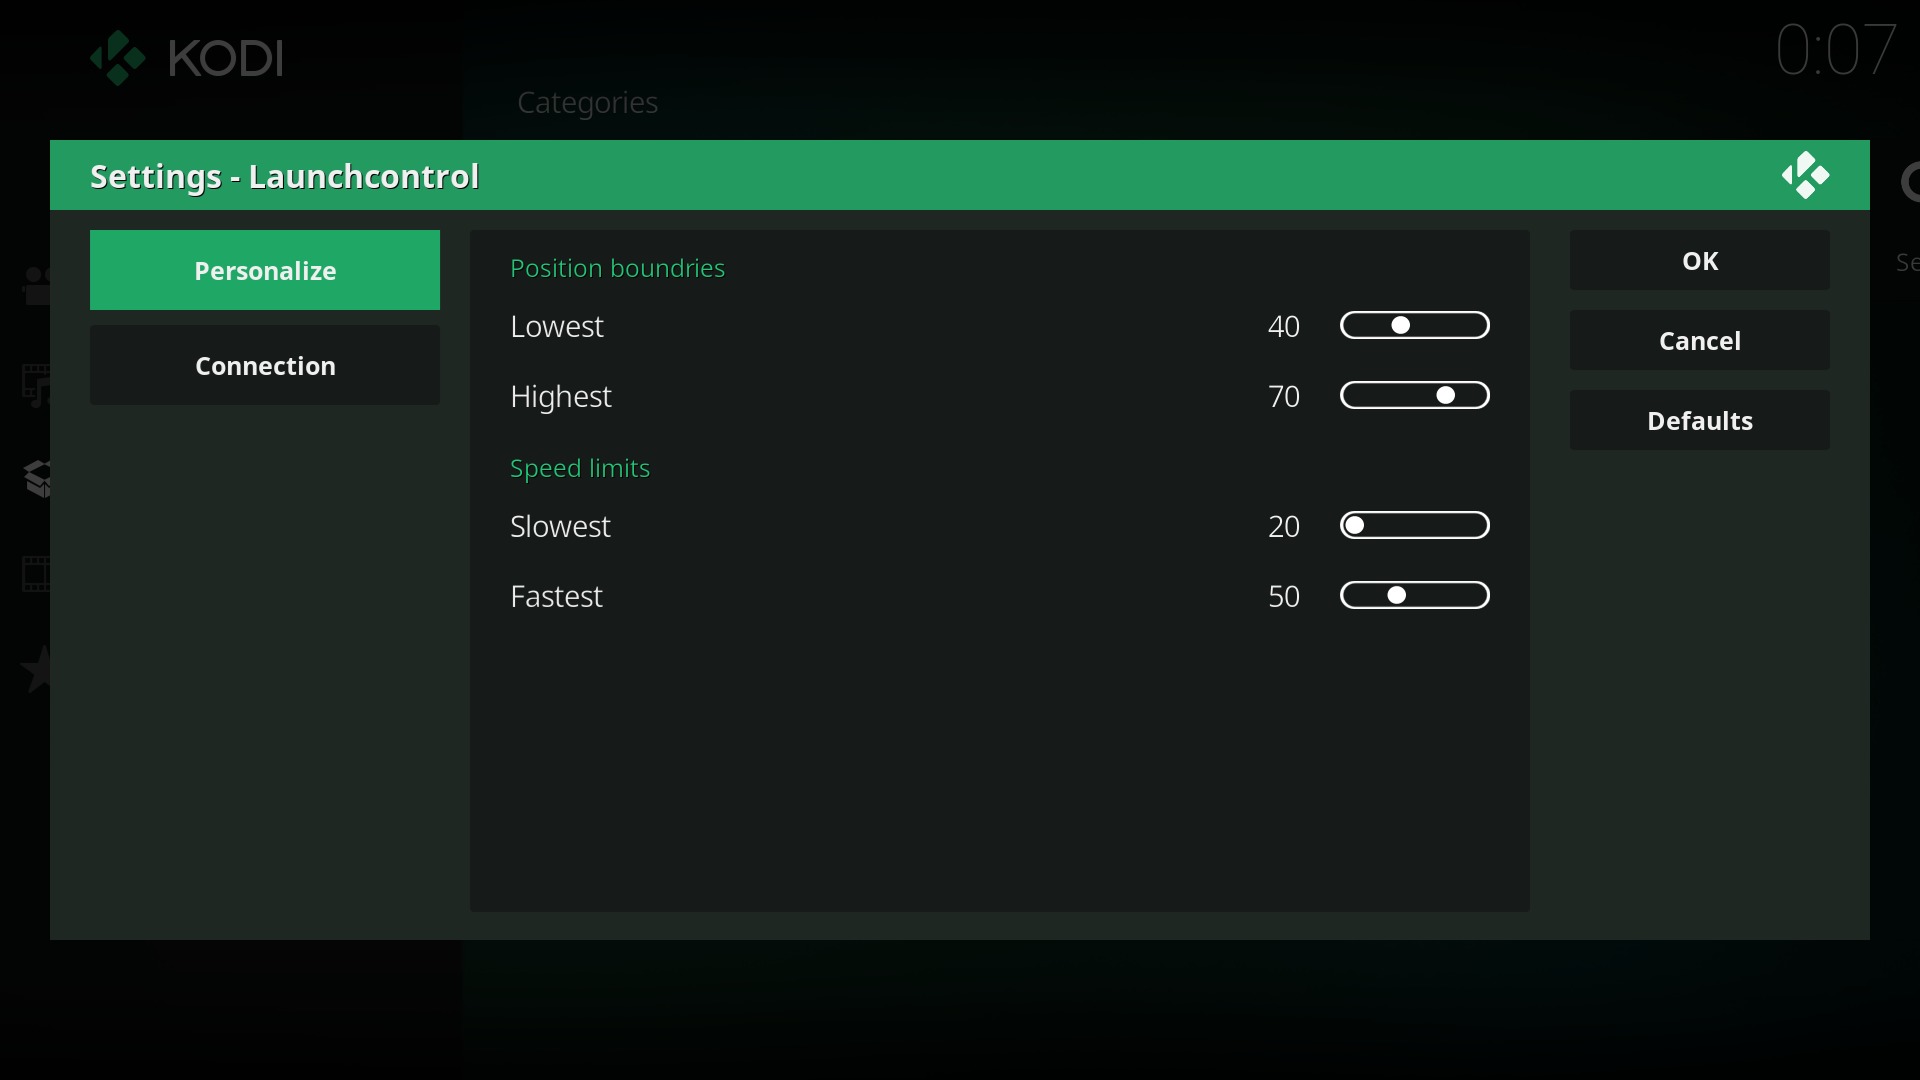 KODI
0:07
Categories
Settings - Launchcontrol
Personalize
Connection
Position boundries
Lowest 40
Highest 70
Speed limits
Slowest 20
Fastest 50
OK
Cancel
Defaults
Se